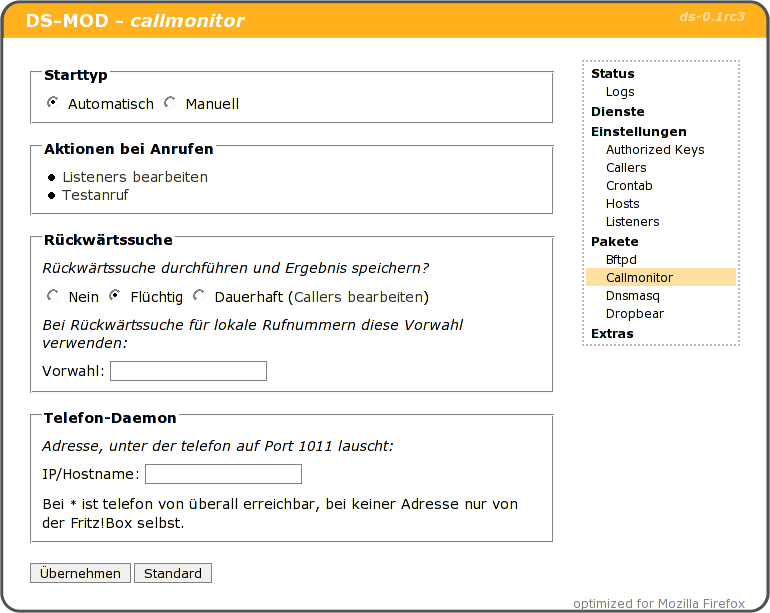 DS–MOD – callmonitor
ds-0.1rc3
Starttyp
Automatisch Manuell
Aktionen bei Anrufen
Listeners bearbeiten
Testanruf
Rückwärtssuche
Rückwärtssuche durchführen und Ergebnis speichern?
Nein Flüchtig Dauerhaft (Callers bearbeiten)
Bei Rückwärtssuche für lokale Rufnummern diese Vorwahl
verwenden:
Vorwahl:
Telefon-Daemon
Adresse, unter der telefon auf Port 1011 lauscht:
IP/Hostname:
Bei * ist telefon von überall erreichbar, bei keiner Adresse nur von
der Fritz!Box selbst.
Übernehmen Standard
Status
Logs
Dienste
Einstellungen
Authorized Keys
Callers
Crontab
Hosts
Listeners
Pakete
Bftpd
Callmonitor
Dnsmasq
Dropbear
Extras
optimized for Mozilla Firefox